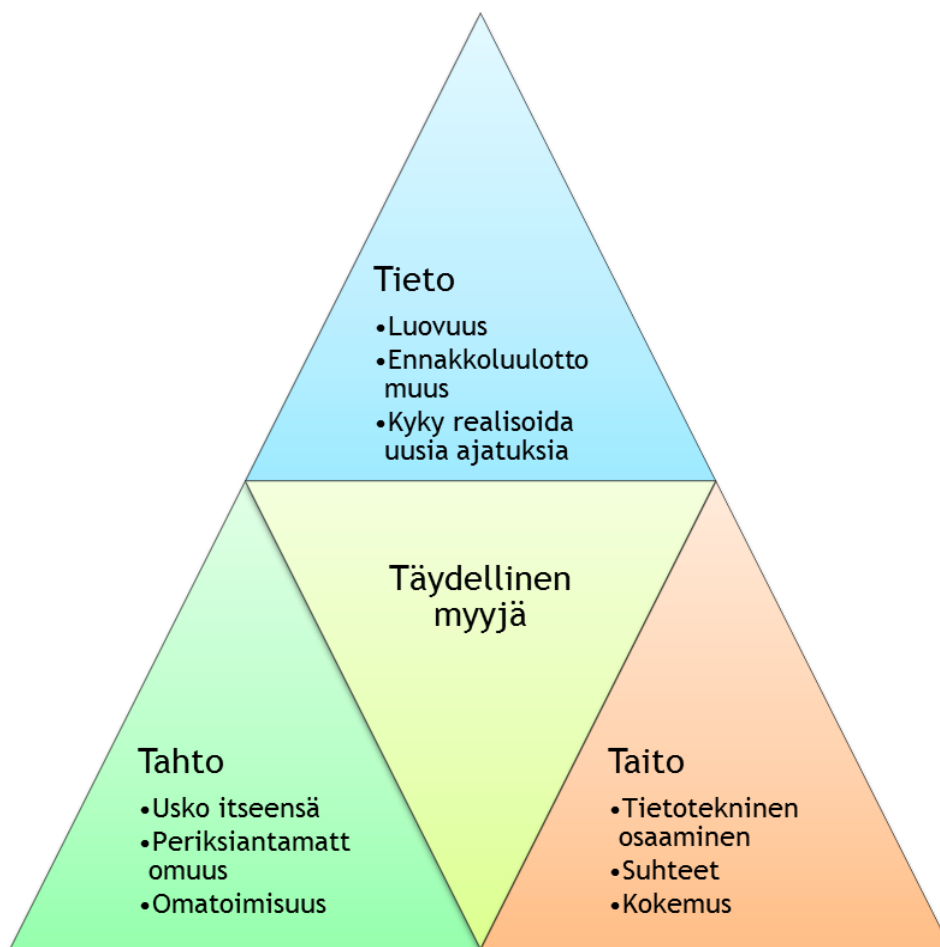 Tieto
•Luovuus
•Ennakkoluulotto
muus
•Kyky realisoida
uusia ajatuksia
Täydellinen
myyjä
Tahto
•Usko itseensä
•Periksiantamatt
omuus
•Omatoimisuus
Taito
•Tietotekninen
osaaminen
•Suhteet
•Kokemus